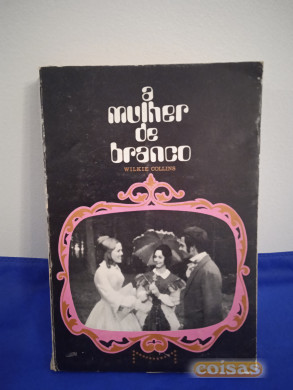 a
mulher
de
branco
WILKIE COLLINS
coisas